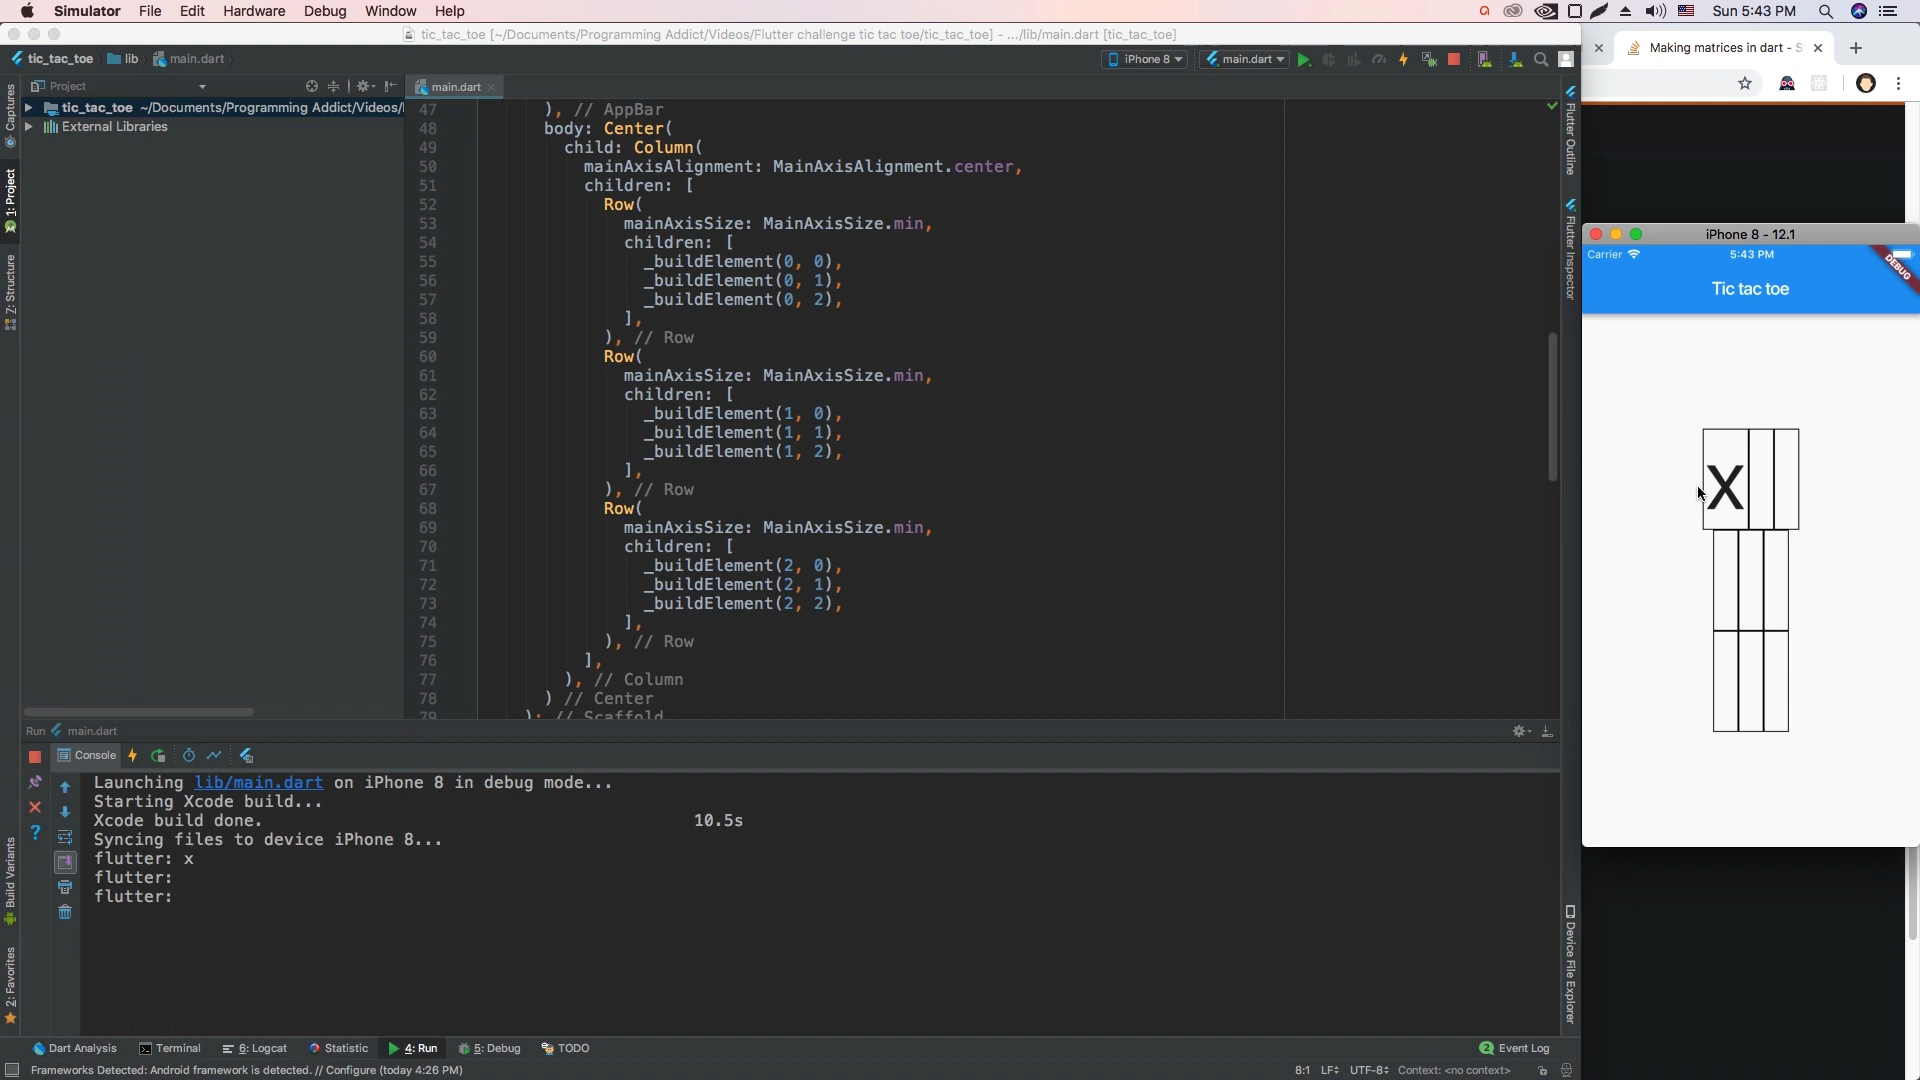 Simulator File Edit Hardware Debug Window Help
Sun 5:43 PM
tic_tac_toe [~/Documents/Programming Addict/Videos/Flutter challenge tic tac toe/tic_tac_toe] - .../lib/main.dart [tic_tac_toe]
Making matrices in dart - S
tic_tac_toe lib main.dart
iPhone 8 main.dart
Project main.dart
tic_tac_toe ~/Documents/Programming Addict/Videos/
External Libraries
Captures
1: Project
Z: Structure
Build Variants
2: Favorites
47 ), // AppBar
48 body: Center(
49 child: Column(
50 mainAxisAlignment: MainAxisAlignment.center,
51 children: [
52 Row(
53 mainAxisSize: MainAxisSize.min,
54 children: [
55 _buildElement(0, 0),
56 _buildElement(0, 1),
57 _buildElement(0, 2),
58 ],
59 ), // Row
60 Row(
61 mainAxisSize: MainAxisSize.min,
62 children: [
63 _buildElement(1, 0),
64 _buildElement(1, 1),
65 _buildElement(1, 2),
66 ],
67 ), // Row
68 Row(
69 mainAxisSize: MainAxisSize.min,
70 children: [
71 _buildElement(2, 0),
72 _buildElement(2, 1),
73 _buildElement(2, 2),
74 ],
75 ), // Row
76 ],
77 ), // Column
78 ) // Center
79 ); // Scaffold
Flutter Outline
Flutter Inspector
Device File Explorer
iPhone 8 - 12.1
Carrier 5:43 PM
DEBUG
Tic tac toe
X
Run main.dart
Console
Launching lib/main.dart on iPhone 8 in debug mode...
Starting Xcode build...
Xcode build done. 10.5s
Syncing files to device iPhone 8...
flutter: x
flutter:
flutter:
Dart Analysis Terminal 6: Logcat Statistic 4: Run 5: Debug TODO 2 Event Log
Frameworks Detected: Android framework is detected. // Configure (today 4:26 PM) 8:1 LF UTF-8 Context: <no context>